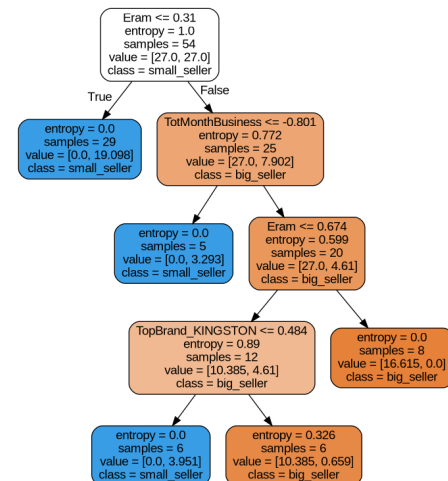 Eram <= 0.31
entropy = 1.0
samples = 54
value = [27.0, 27.0]
class = small_seller
True
False
entropy = 0.0
samples = 29
value = [0.0, 19.098]
class = small_seller
TotMonthBusiness <= -0.801
entropy = 0.772
samples = 25
value = [27.0, 7.902]
class = big_seller
entropy = 0.0
samples = 5
value = [0.0, 3.293]
class = small_seller
Eram <= 0.674
entropy = 0.599
samples = 20
value = [27.0, 4.61]
class = big_seller
TopBrand_KINGSTON <= 0.484
entropy = 0.89
samples = 12
value = [10.385, 4.61]
class = big_seller
entropy = 0.0
samples = 8
value = [16.615, 0.0]
class = big_seller
entropy = 0.0
samples = 6
value = [0.0, 3.951]
class = small_seller
entropy = 0.326
samples = 6
value = [10.385, 0.659]
class = big_seller